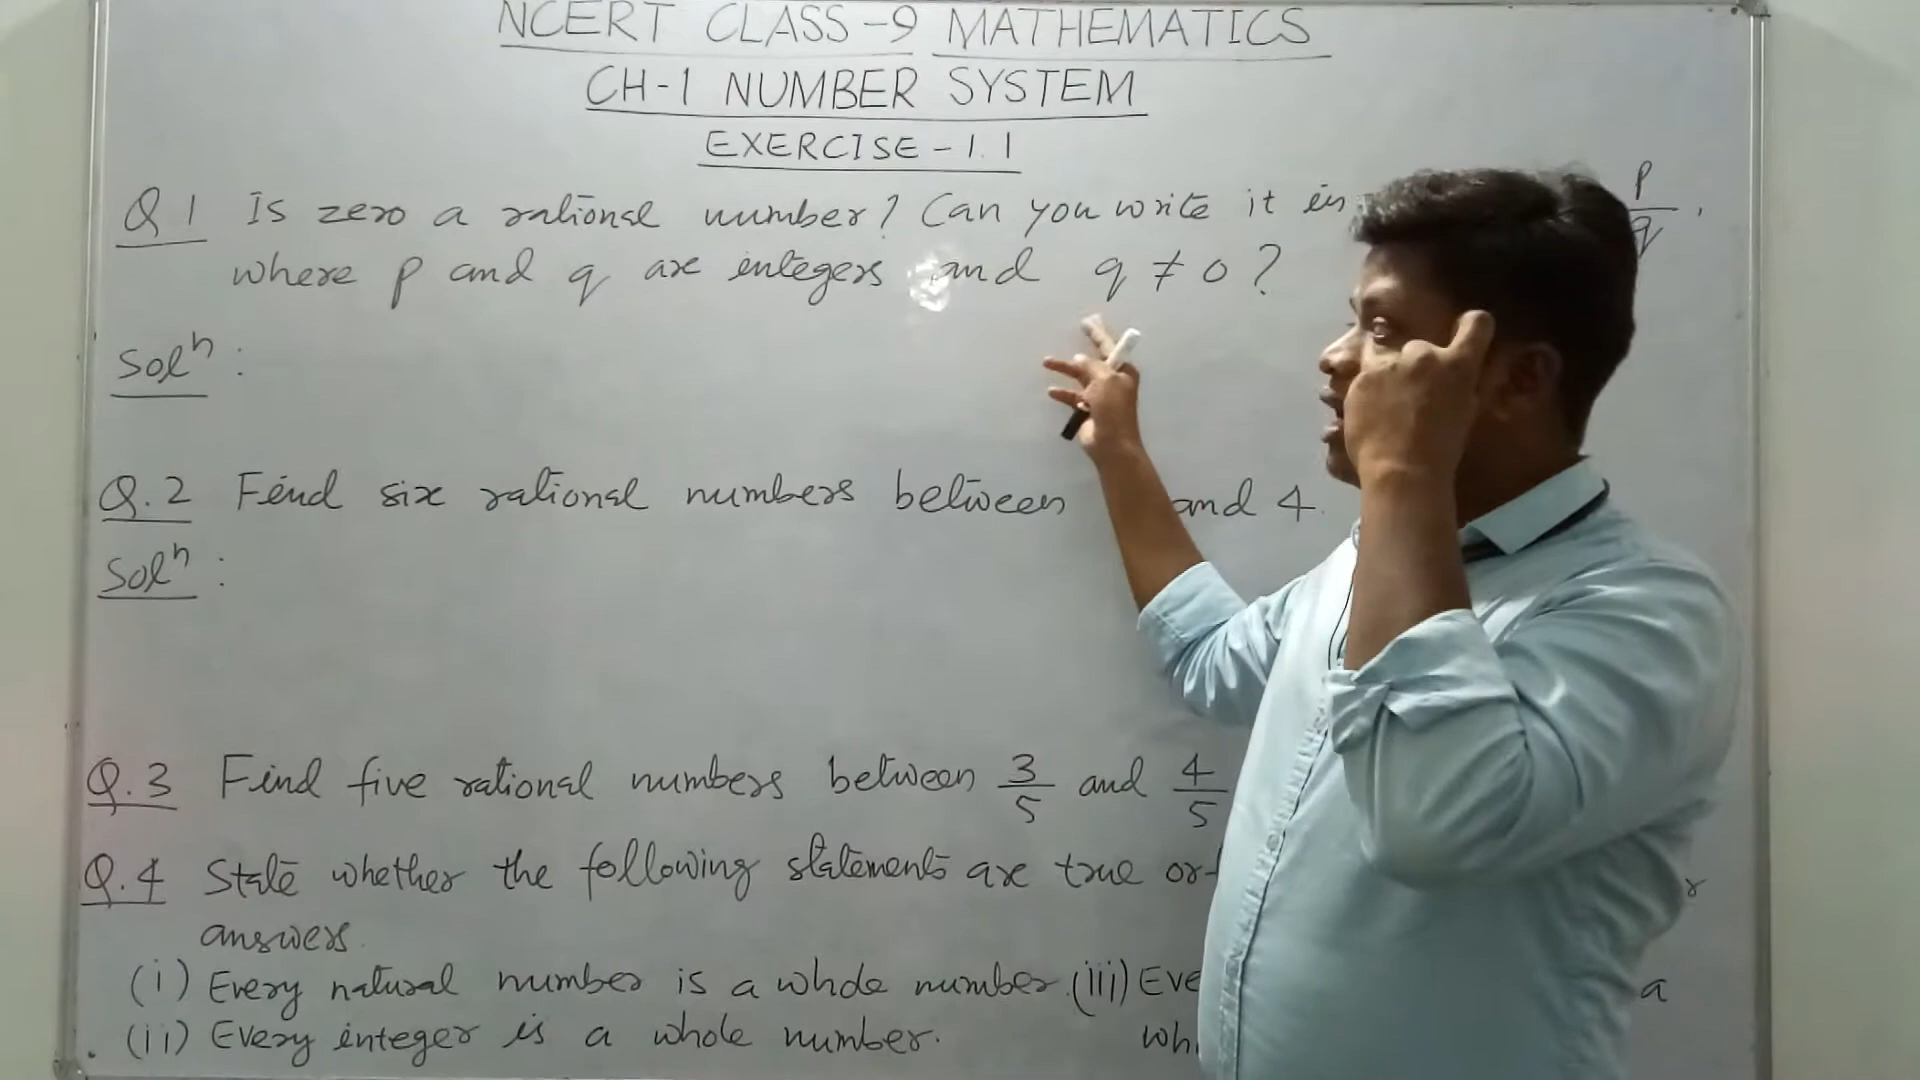 NCERT CLASS-9 MATHEMATICS
CH-1 NUMBER SYSTEM
EXERCISE-1.1
Q1 Is zero a rational number? Can you write it in p/q,
where p and q are integers and q ≠ 0?
Solⁿ:
Q.2 Find six rational numbers between and 4.
Solⁿ:
Q.3 Find five rational numbers between 3/5 and 4/5
Q.4 State whether the following statements are true or
answers.
(i) Every natural number is a whole number. (iii) a
(ii) Every integer is a whole number.